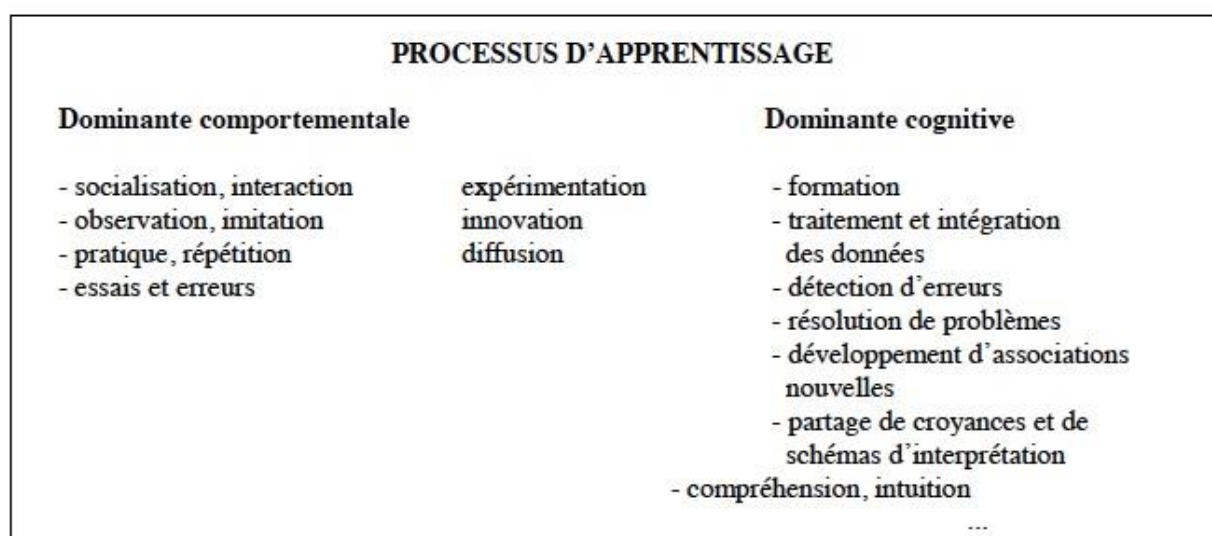 PROCESSUS D'APPRENTISSAGE
Dominante comportementale Dominante cognitive
- socialisation, interaction expérimentation - formation
- observation, imitation innovation - traitement et intégration
- pratique, répétition diffusion des données
- essais et erreurs - détection d'erreurs
- résolution de problèmes
- développement d'associations
nouvelles
- partage de croyances et de
schémas d'interprétation
- compréhension, intuition
...